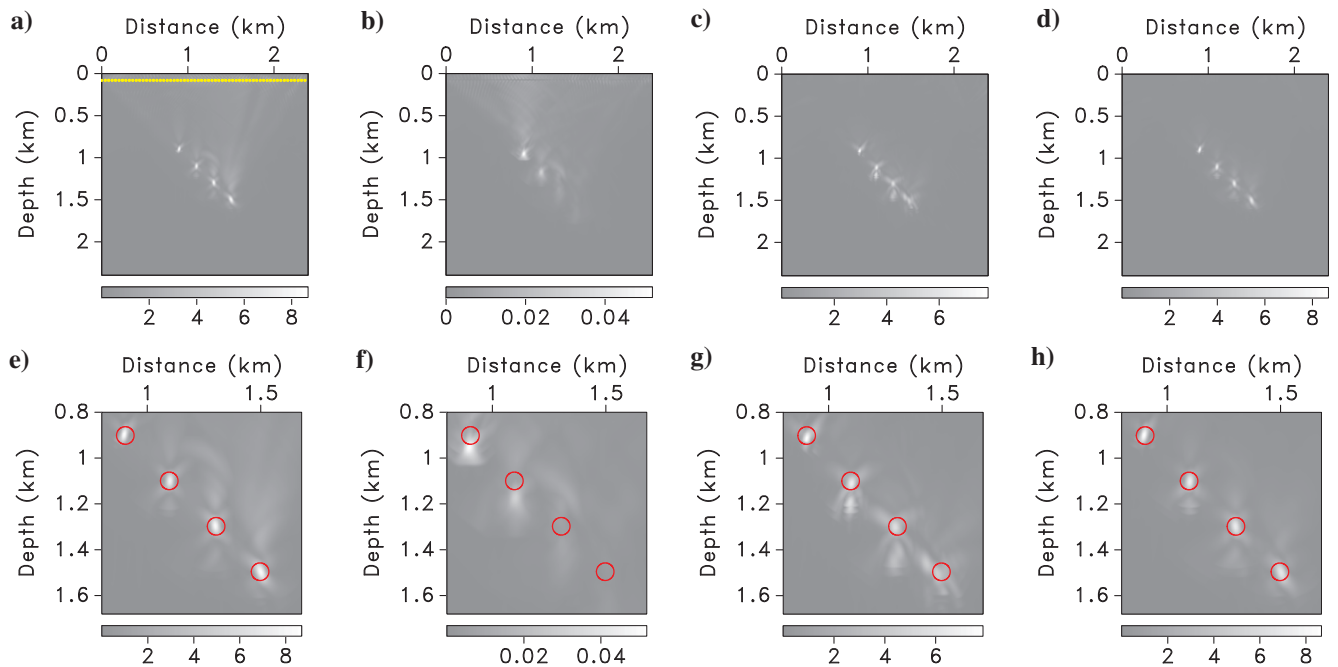 a)
Distance (km)
0 1 2
Depth (km)
0
0.5
1
1.5
2
2 4 6 8
b)
Distance (km)
0 1 2
Depth (km)
0
0.5
1
1.5
2
0 0.02 0.04
c)
Distance (km)
0 1 2
Depth (km)
0
0.5
1
1.5
2
2 4 6
d)
Distance (km)
0 1 2
Depth (km)
0
0.5
1
1.5
2
2 4 6 8
e)
Distance (km)
1 1.5
Depth (km)
0.8
1
1.2
1.4
1.6
2 4 6 8
f)
Distance (km)
1 1.5
Depth (km)
0.8
1
1.2
1.4
1.6
0.02 0.04
g)
Distance (km)
1 1.5
Depth (km)
0.8
1
1.2
1.4
1.6
2 4 6
h)
Distance (km)
1 1.5
Depth (km)
0.8
1
1.2
1.4
1.6
2 4 6 8